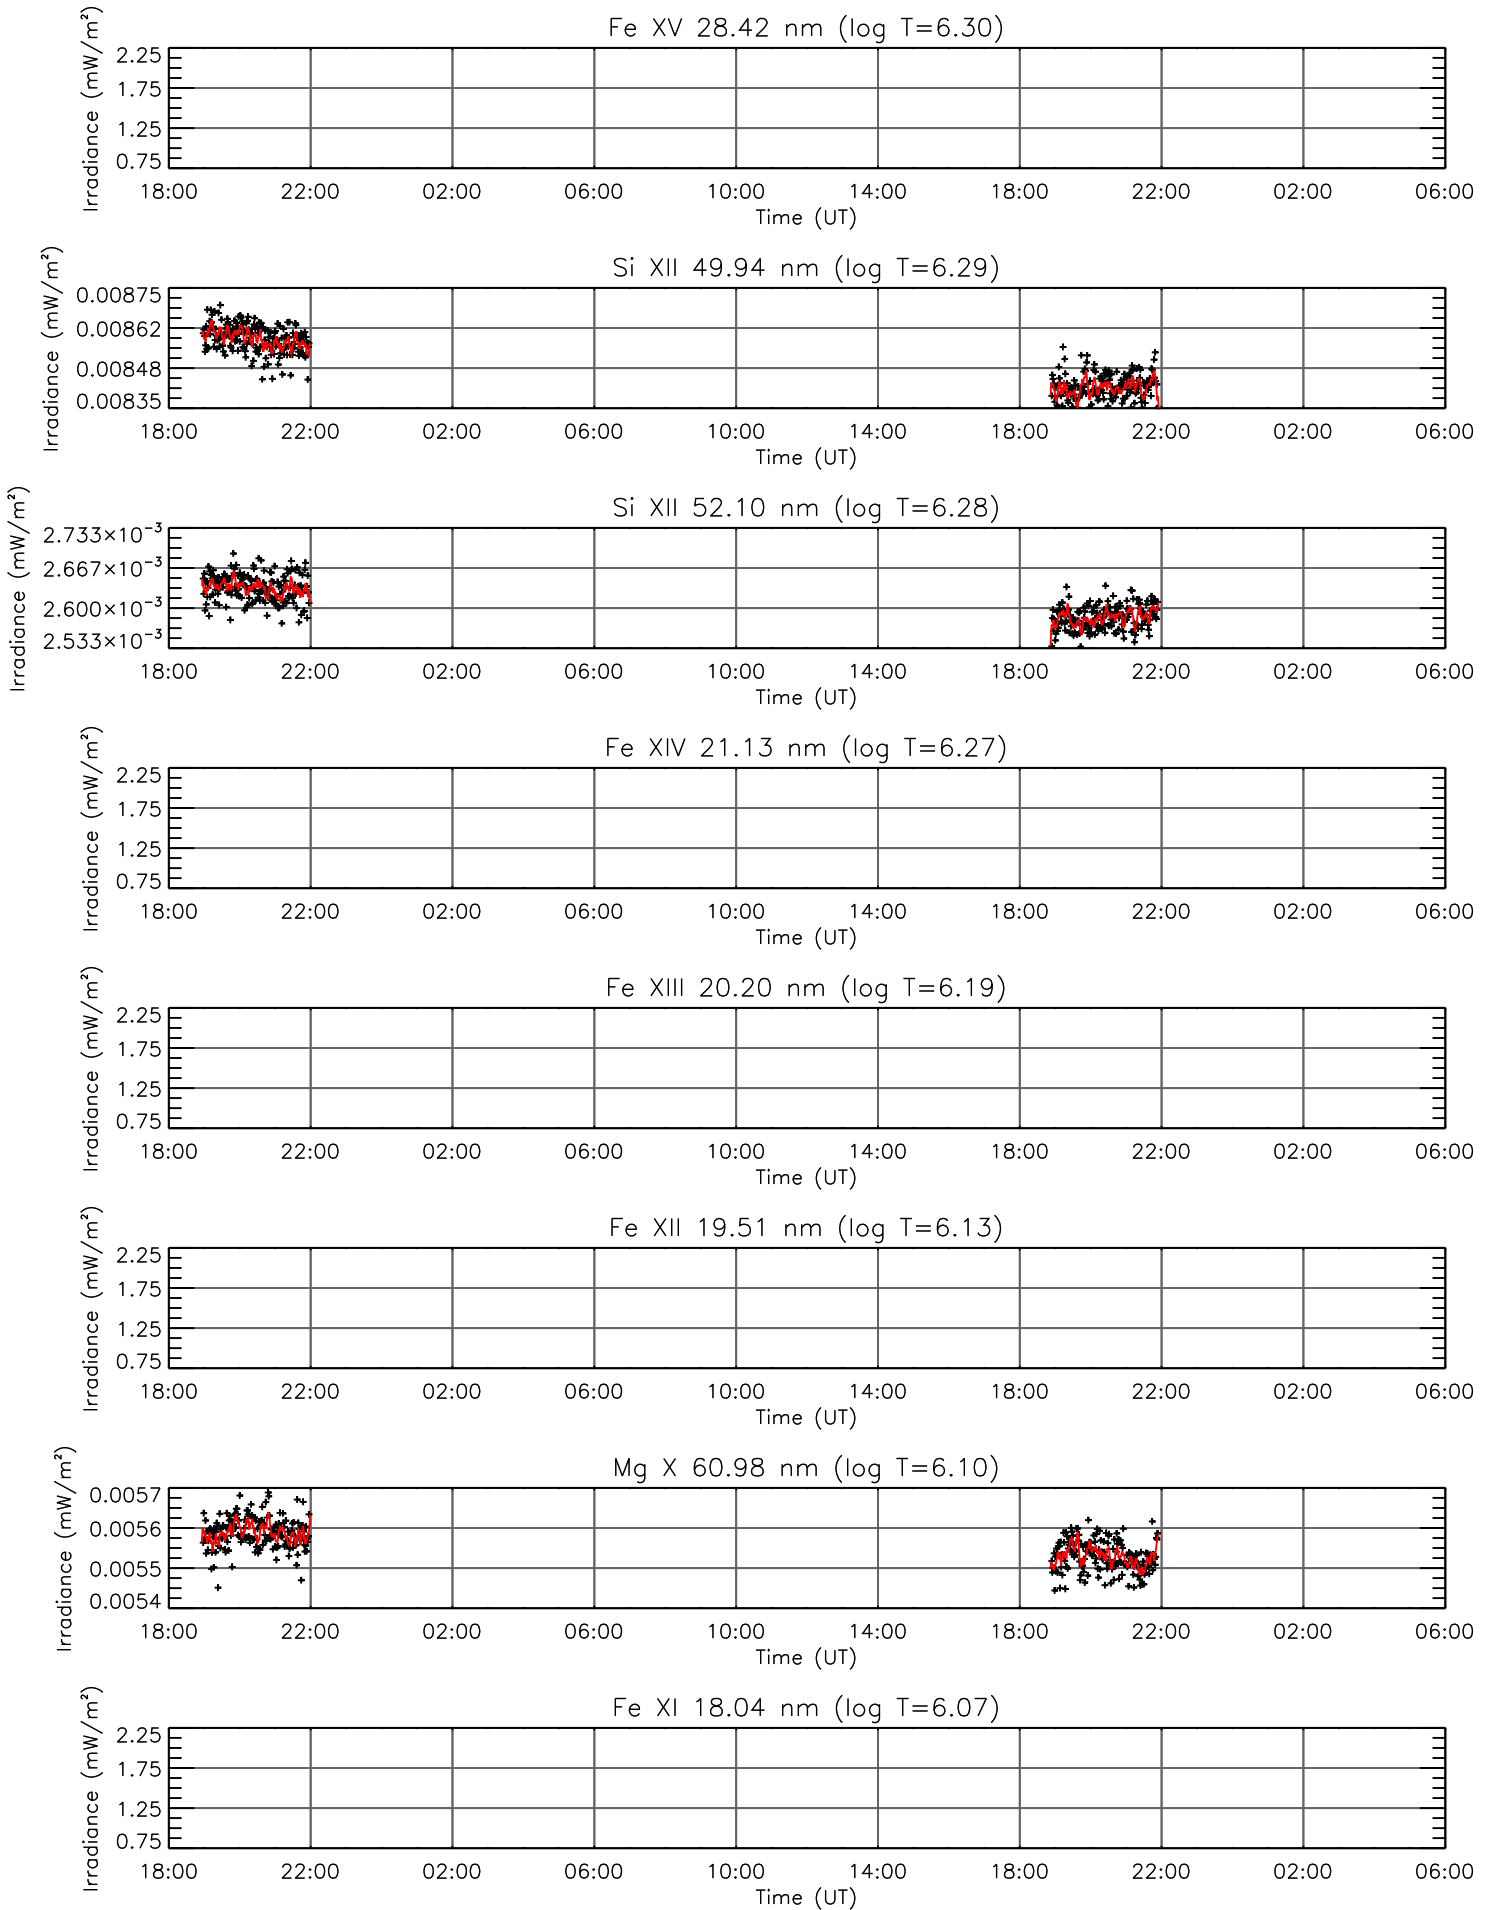 Fe XV 28.42 nm (log T=6.30)
Irradiance (mW/m²)
2.25
1.75
1.25
0.75
18:00 22:00 02:00 06:00 10:00 14:00 18:00 22:00 02:00 06:00
Time (UT)
Si XII 49.94 nm (log T=6.29)
Irradiance (mW/m²)
0.00875
0.00862
0.00848
0.00835
18:00 22:00 02:00 06:00 10:00 14:00 18:00 22:00 02:00 06:00
Time (UT)
Si XII 52.10 nm (log T=6.28)
Irradiance (mW/m²)
2.733×10⁻³
2.667×10⁻³
2.600×10⁻³
2.533×10⁻³
18:00 22:00 02:00 06:00 10:00 14:00 18:00 22:00 02:00 06:00
Time (UT)
Fe XIV 21.13 nm (log T=6.27)
Irradiance (mW/m²)
2.25
1.75
1.25
0.75
18:00 22:00 02:00 06:00 10:00 14:00 18:00 22:00 02:00 06:00
Time (UT)
Fe XIII 20.20 nm (log T=6.19)
Irradiance (mW/m²)
2.25
1.75
1.25
0.75
18:00 22:00 02:00 06:00 10:00 14:00 18:00 22:00 02:00 06:00
Time (UT)
Fe XII 19.51 nm (log T=6.13)
Irradiance (mW/m²)
2.25
1.75
1.25
0.75
18:00 22:00 02:00 06:00 10:00 14:00 18:00 22:00 02:00 06:00
Time (UT)
Mg X 60.98 nm (log T=6.10)
Irradiance (mW/m²)
0.0057
0.0056
0.0055
0.0054
18:00 22:00 02:00 06:00 10:00 14:00 18:00 22:00 02:00 06:00
Time (UT)
Fe XI 18.04 nm (log T=6.07)
Irradiance (mW/m²)
2.25
1.75
1.25
0.75
18:00 22:00 02:00 06:00 10:00 14:00 18:00 22:00 02:00 06:00
Time (UT)